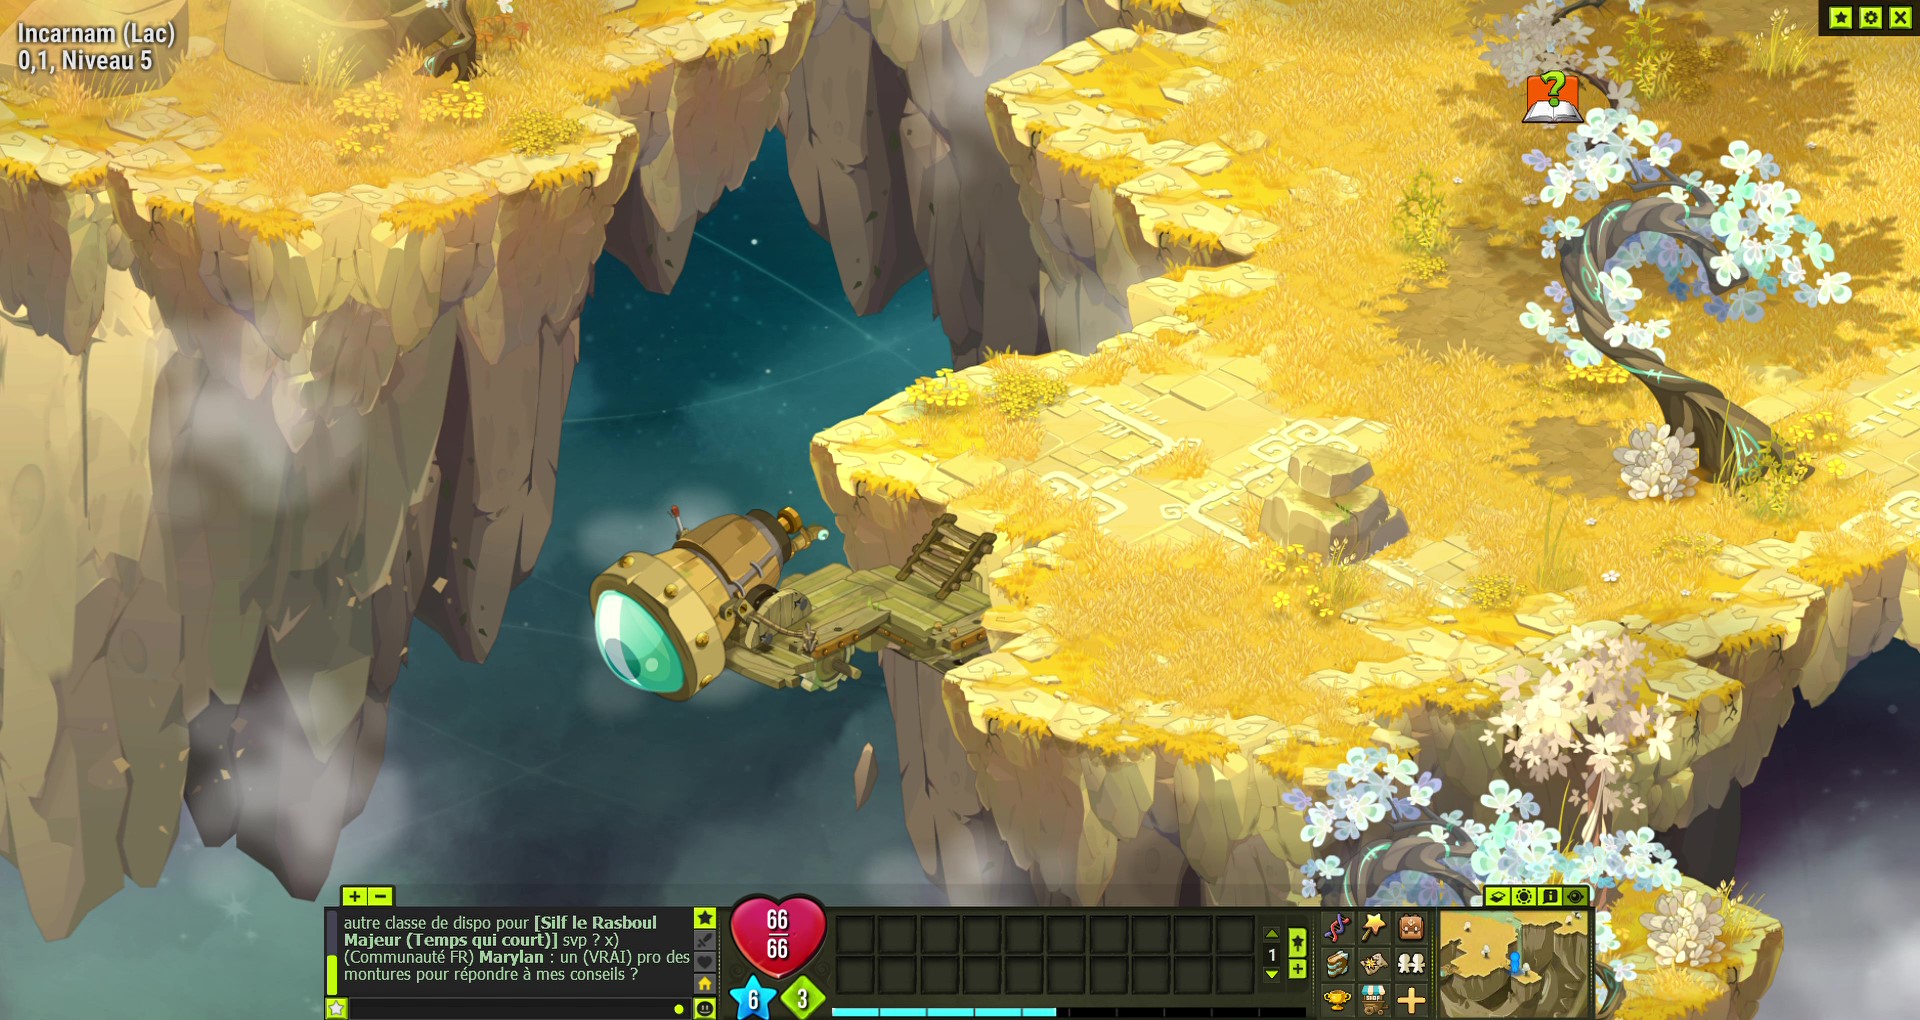 Incarnam (Lac)
0,1, Niveau 5
autre classe de dispo pour [Silf le Rasboul
Majeur (Temps qui court)] svp ? x)
(Communauté FR) Marylan : un (VRAI) pro des
montures pour répondre à mes conseils ?
66
66
6
3
1
SHOP